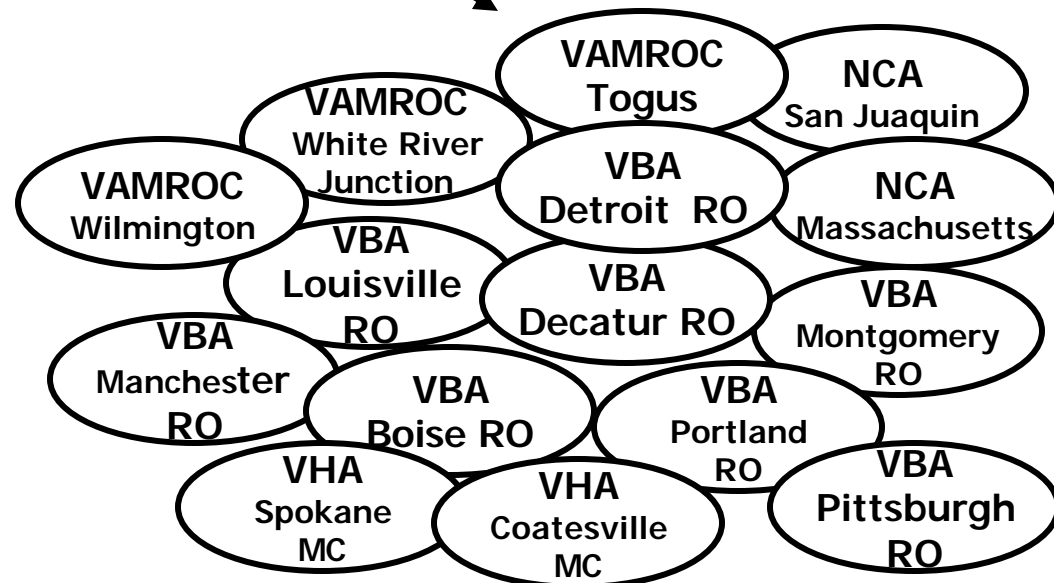 VAMROC
Togus
NCA
San Juaquin
VAMROC
White River
Junction
VAMROC
Wilmington
VBA
Detroit RO
NCA
Massachusetts
VBA
Louisville
RO
VBA
Decatur RO
VBA
Montgomery
RO
VBA
Manchester
RO
VBA
Boise RO
VBA
Portland
RO
VHA
Spokane
MC
VHA
Coatesville
MC
VBA
Pittsburgh
RO